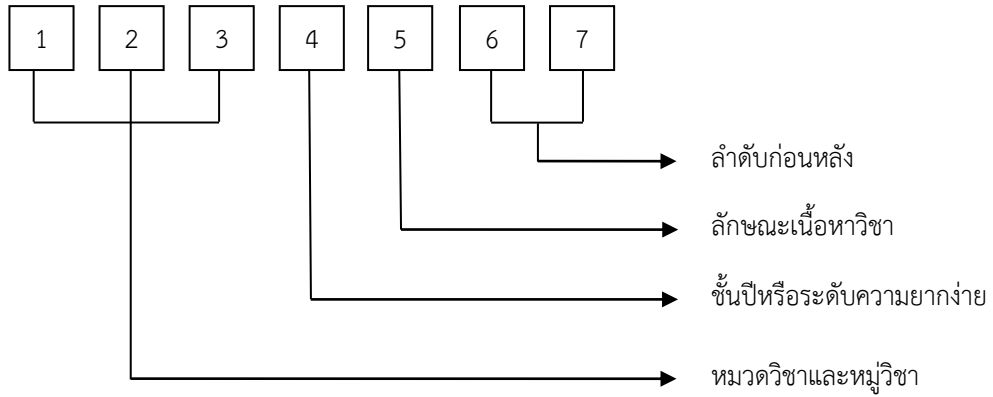 1 2 3 4 5 6 7
ลำดับก่อนหลัง
ลักษณะเนื้อหาวิชา
ชั้นปีหรือระดับความยากง่าย
หมวดวิชาและหมู่วิชา